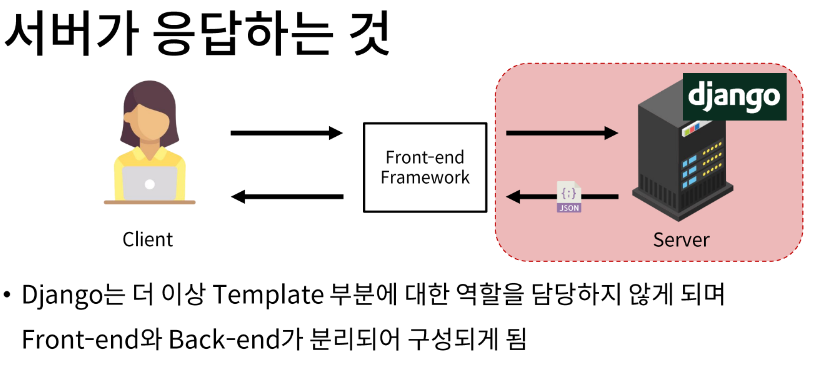 서버가 응답하는 것
django
Front-end
Framework
{:}
JSON
Client
Server
• Django는 더 이상 Template 부분에 대한 역할을 담당하지 않게 되며
Front-end와 Back-end가 분리되어 구성되게 됨